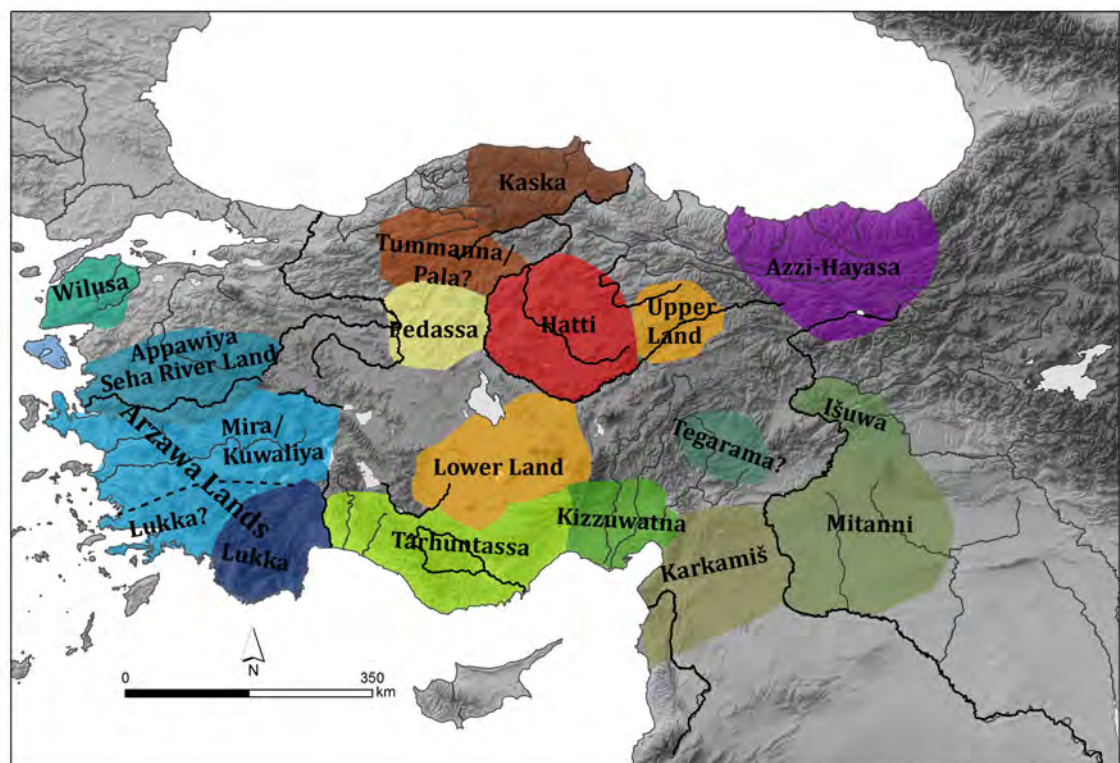 Kaska
Tummanna/
Pala?
Azzi-Hayasa
Wilusa
Pedassa
Hatti
Upper
Land
Appawiya
Seha River Land
Išuwa
Arzawa Lands
Mira/
Kuwaliya
Tegarama?
Lower Land
Lukka?
Lukka
Tarhuntassa
Kizzuwatna
Karkamiš
Mitanni
N
0 350
km